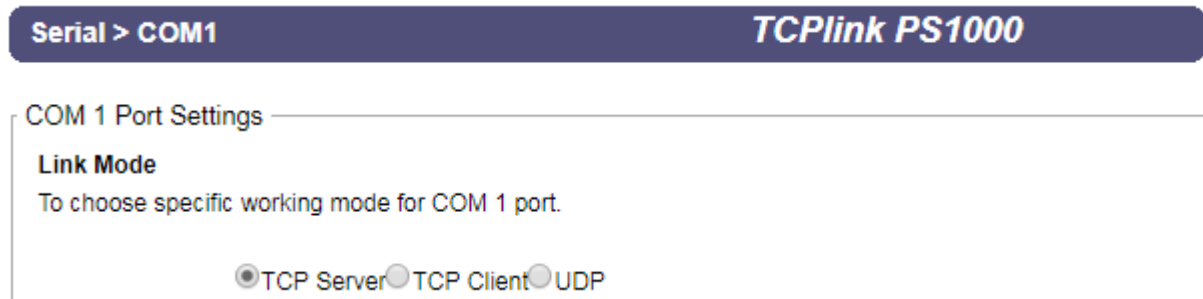 Serial > COM1 TCPlink PS1000
COM 1 Port Settings
Link Mode
To choose specific working mode for COM 1 port.
TCP Server TCP Client UDP